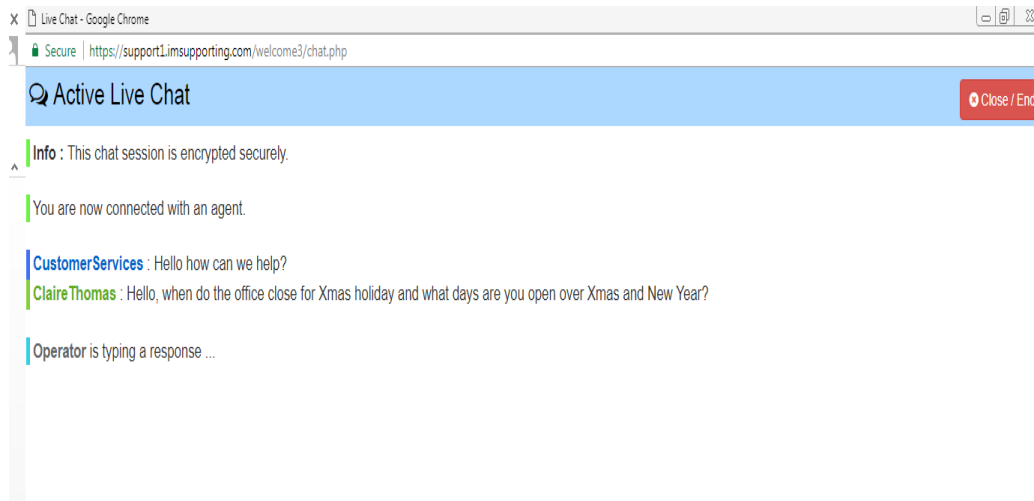 Live Chat - Google Chrome
Secure | https://support1.imsupporting.com/welcome3/chat.php
Active Live Chat
Close / End
Info : This chat session is encrypted securely.
You are now connected with an agent.
CustomerServices : Hello how can we help?
ClaireThomas : Hello, when do the office close for Xmas holiday and what days are you open over Xmas and New Year?
Operator is typing a response ...